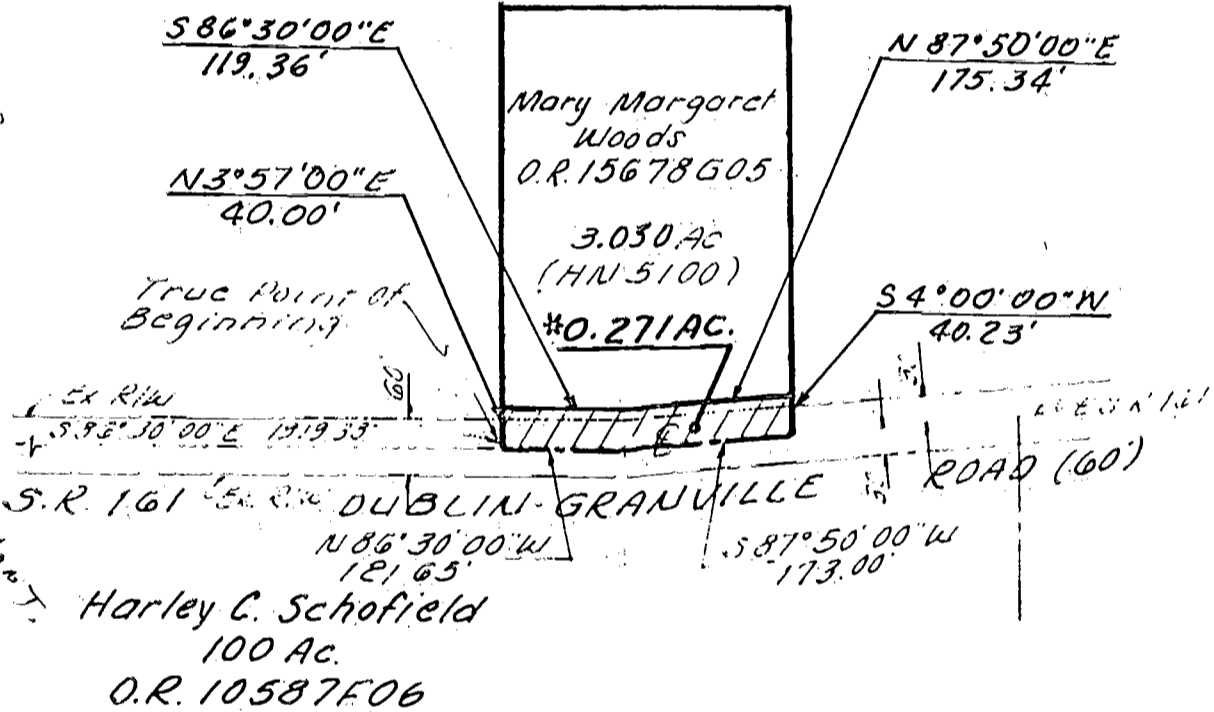 S 86°30'00"E
119.36'
N 87°50'00"E
175.34'
Mary Margaret
Woods
O.R. 15678G05
N 3°57'00"E
40.00'
3.030 AC
(HN 5100)
True Point of
Beginning
S 4°00'00"W
40.23'
#0.271 AC.
Ex R/W
60'
S 86°30'00"E
S.R. 161
Ex R/W
DUBLIN-GRANVILLE
ROAD (60')
N 86°30'00"W
121.65'
S 87°50'00"W
173.00'
Harley C. Schofield
100 Ac.
O.R. 10587F06